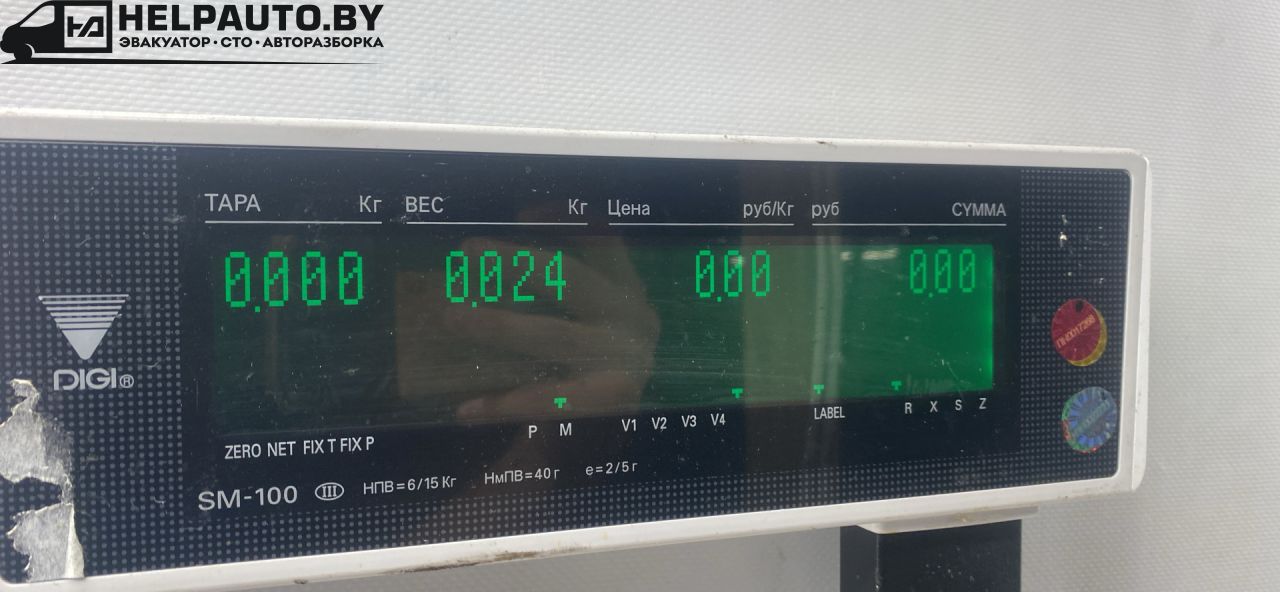 HELPAUTO.BY
ЭВАКУАТОР·СТО·АВТОРАЗБОРКА
ТАРА Кг ВЕС Кг Цена руб/Кг руб СУММА
0.000 0.024 0.00 0.00
DIGI®
P M V1 V2 V3 V4 LABEL R X S Z
ZERO NET FIX T FIX P
SM-100 III НПВ=6/15 Кг НмПВ=40 г e=2/5 г